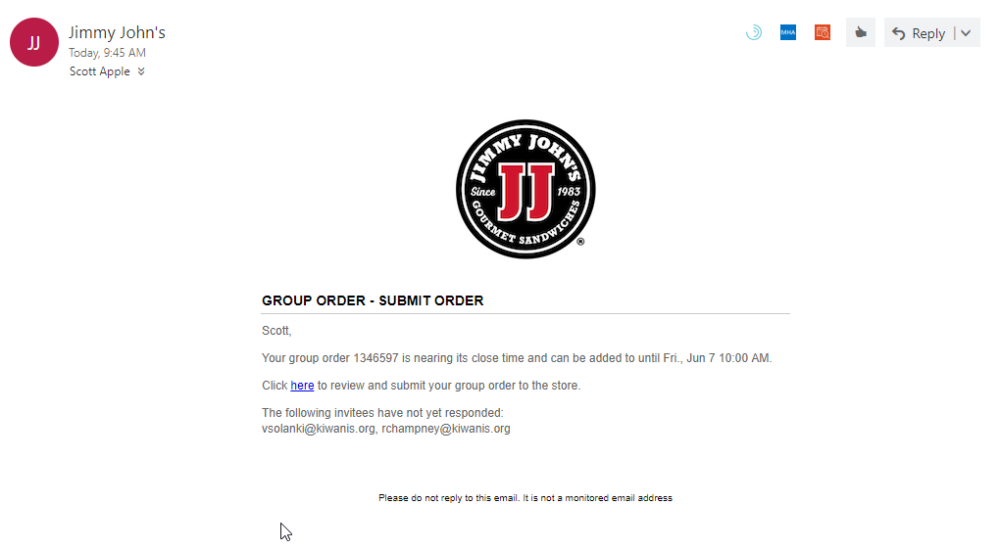 JJ
Jimmy John's
Today, 9:45 AM
Scott Apple
MHA
Reply
JIMMY JOHN'S
Since JJ 1983
GOURMET SANDWICHES
®
GROUP ORDER - SUBMIT ORDER
Scott,
Your group order 1346597 is nearing its close time and can be added to until Fri., Jun 7 10:00 AM.
Click here to review and submit your group order to the store.
The following invitees have not yet responded:
vsolanki@kiwanis.org, rchampney@kiwanis.org
Please do not reply to this email. It is not a monitored email address